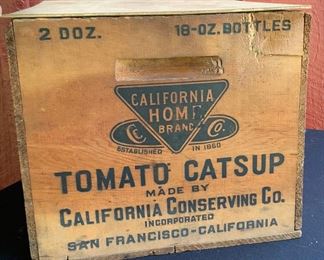 2 DOZ. 18-OZ. BOTTLES
CALIFORNIA
HOME
BRAND
C. Co.
ESTABLISHED IN 1860
TOMATO CATSUP
MADE BY
CALIFORNIA CONSERVING CO.
INCORPORATED
SAN FRANCISCO-CALIFORNIA